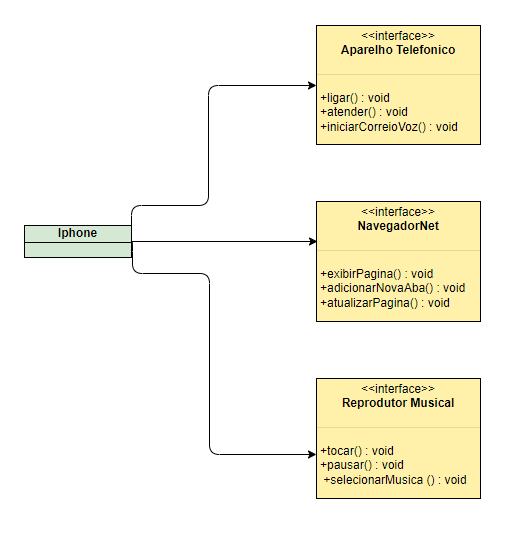 <<interface>>
Aparelho Telefonico
+ligar() : void
+atender() : void
+iniciarCorreioVoz() : void
Iphone
<<interface>>
NavegadorNet
+exibirPagina() : void
+adicionarNovaAba() : void
+atualizarPagina() : void
<<interface>>
Reprodutor Musical
+tocar() : void
+pausar() : void
+selecionarMusica () : void